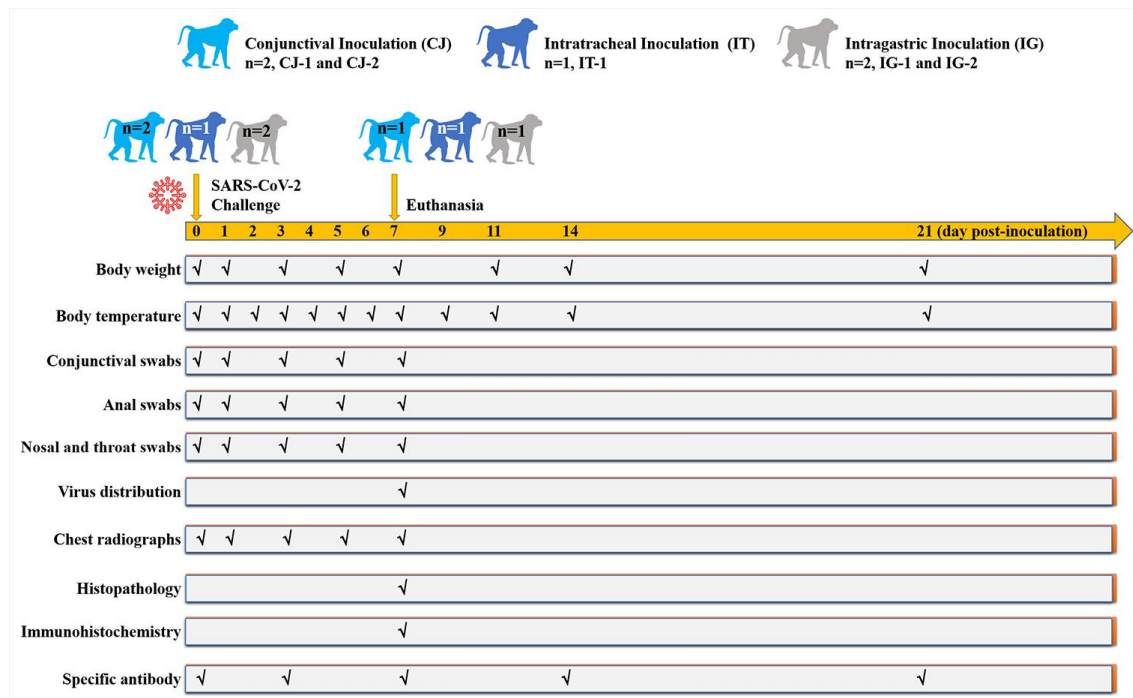 Conjunctival Inoculation (CJ)
n=2, CJ-1 and CJ-2
Intratracheal Inoculation (IT)
n=1, IT-1
Intragastric Inoculation (IG)
n=2, IG-1 and IG-2
n=2
n=1
n=2
n=1
n=1
n=1
SARS-CoV-2
Challenge
Euthanasia
0 1 2 3 4 5 6 7 9 11 14 21 (day post-inoculation)
Body weight √ √ √ √ √ √ √ √
Body temperature √ √ √ √ √ √ √ √ √ √ √ √
Conjunctival swabs √ √ √ √ √
Anal swabs √ √ √ √ √
Nosal and throat swabs √ √ √ √ √
Virus distribution √
Chest radiographs √ √ √ √ √
Histopathology √
Immunohistochemistry √
Specific antibody √ √ √ √ √